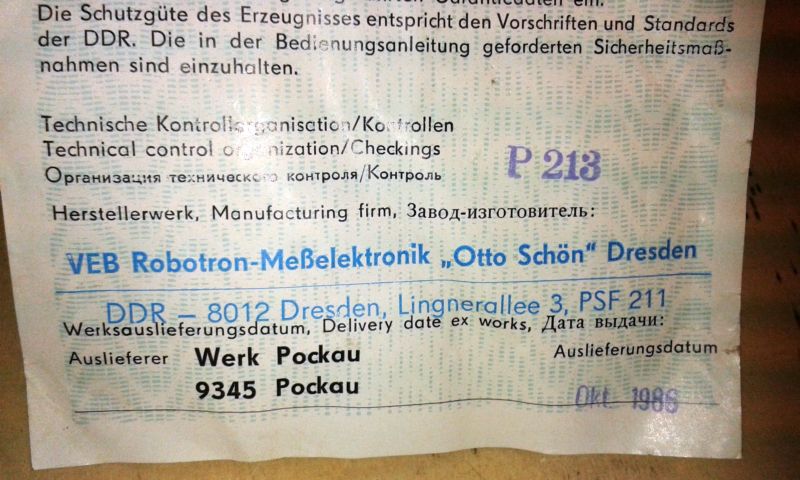 Die Schutzgüte des Erzeugnisses entspricht den Vorschriften und Standards
der DDR. Die in der Bedienungsanleitung geforderten Sicherheitsmaß-
nahmen sind einzuhalten.
Technische Kontrollorganisation/Kontrollen
Technical control organization/Checkings
Организация технического контроля/Контроль
P 213
Herstellerwerk, Manufacturing firm, Завод-изготовитель:
VEB Robotron-Meßelektronik „Otto Schön" Dresden
DDR – 8012 Dresden, Lingnerallee 3, PSF 211
Werksauslieferungsdatum, Delivery date ex works, Дата выдачи:
Auslieferer Werk Pockau Auslieferungsdatum
9345 Pockau
Okt. 1986